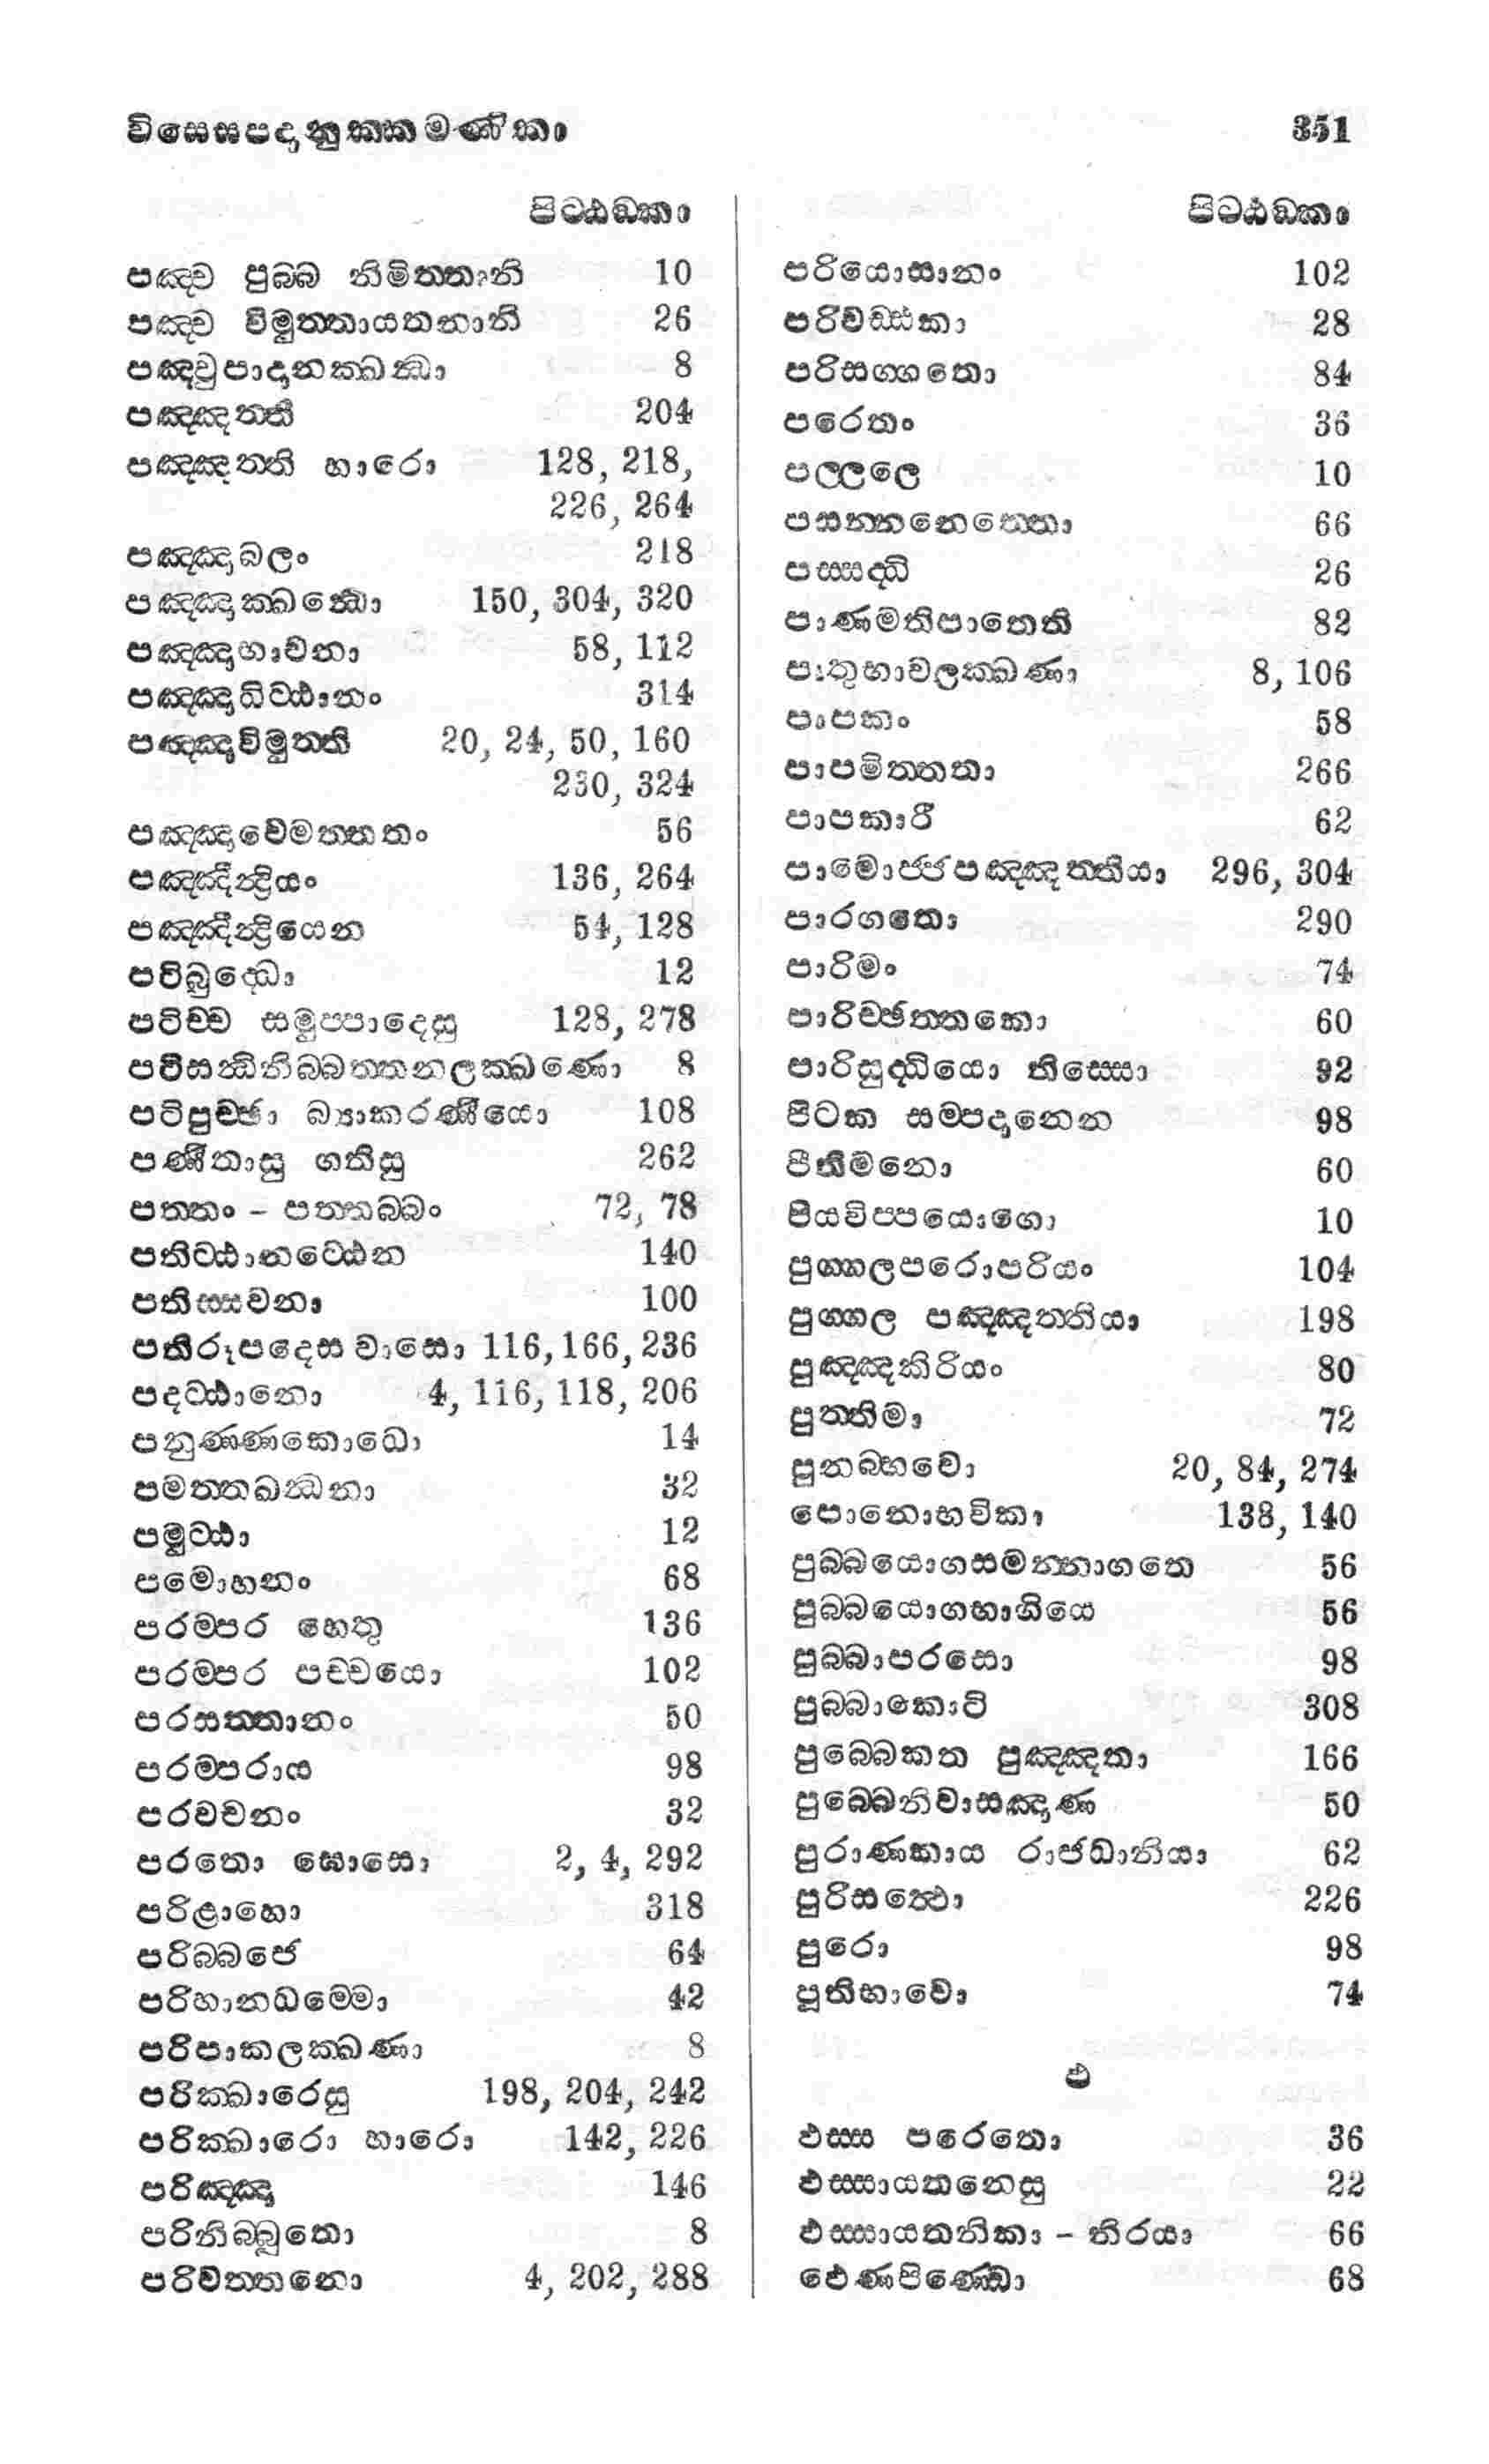 විසෙසපදානුක්කමණිකා 351
පිට්ඨඞ්කා
පඤ්ච පුබ්බ නිමිත්තානි 10
පඤ්ච විමුත්තායතනානි 26
පඤ්චුපාදානක්ඛන්ධා 8
පඤ්ඤත්ති 204
පඤ්ඤත්ති හාරො 128, 218,
226, 264
පඤ්ඤාබලං 218
පඤ්ඤාක්ඛන්ධො 150, 304, 320
පඤ්ඤාභාවනා 58, 112
පඤ්ඤාධිට්ඨානං 314
පඤ්ඤාවිමුත්ති 20, 24, 50, 160
230, 324
පඤ්ඤාවේමත්තතං 56
පඤ්ඤින්ද්‍රියං 136, 264
පඤ්ඤින්ද්‍රියෙන 54, 128
පටිබුද්ධො 12
පටිච්ච සමුප්පාදෙසු 128, 278
පටිසන්ධිනිබ්බත්තනලක්ඛණො 8
පටිපුච්ඡා බ්‍යාකරණීයො 108
පණීතාසු ගතිසු 262
පත්තං - පත්තබ්බං 72, 78
පතිට්ඨානට්ඨෙන 140
පතිස්සවනා 100
පතිරූපදෙසවාසො 116, 166, 236
පදට්ඨානො 4, 116, 118, 206
පනුණ්ණකොධො 14
පමත්තබන්ධනා 32
පමුට්ඨා 12
පමොහනං 68
පරම්පර හෙතු 136
පරම්පර පච්චයො 102
පරසත්තානං 50
පරම්පරාය 98
පරවචනං 32
පරතො ඝොසො 2, 4, 292
පරිළාහො 318
පරිබ්බජේ 64
පරිහානධම්මො 42
පරිපාකලක්ඛණා 8
පරික්ඛාරෙසු 198, 204, 242
පරික්ඛාරො හාරො 142, 226
පරිඤ්ඤා 146
පරිනිබ්බුතො 8
පරිවත්තනො 4, 202, 288
පිට්ඨඞ්කා
පරියොසානං 102
පරිවඩ්ඪකා 28
පරිසග්ගතො 84
පරෙතං 36
පල්ලලෙ 10
පසන්නනෙත්තො 66
පස්සද්ධි 26
පාණමතිපාතෙති 82
පාතුභාවලක්ඛණා 8, 106
පාපකං 58
පාපමිත්තතා 266
පාපකාරී 62
පාමොජ්ජපඤ්ඤත්තියා 296, 304
පාරගතො 290
පාරිමං 74
පාරිච්ඡත්තකො 60
පාරිසුද්ධියො තිස්සො 92
පිටක සම්පදානෙන 98
පීතිමනො 60
පියවිප්පයොගො 10
පුග්ගලපරොපරියං 104
පුග්ගල පඤ්ඤත්තියා 198
පුඤ්ඤකිරියං 80
පුත්තිමා 72
පුනබ්භවො 20, 84, 274
පොනොභවිකා 138, 140
පුබ්බයොගසමන්නාගතෙ 56
පුබ්බයොගභාගියෙ 56
පුබ්බාපරසො 98
පුබ්බාකොටි 308
පුබ්බෙකත පුඤ්ඤතා 166
පුබ්බෙනිවාසඤාණ 50
පුරාණකාය රාජධානියා 62
පුරිසත්ථො 226
පුරො 98
පූතිභාවො 74
ඵ
ඵස්ස පරෙතො 36
ඵස්සායතනෙසු 22
ඵස්සායතනිකා - නිරයා 66
ඵෙණපිණ්ඩො 68